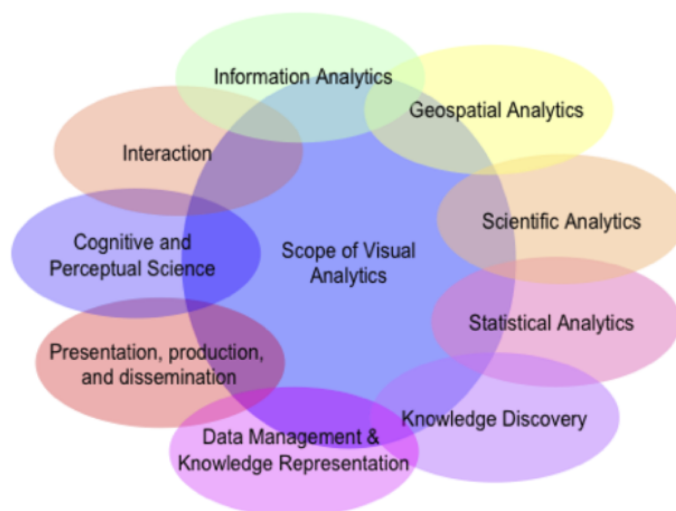 Information Analytics
Geospatial Analytics
Interaction
Scientific Analytics
Cognitive and
Perceptual Science
Scope of Visual
Analytics
Statistical Analytics
Presentation, production,
and dissemination
Knowledge Discovery
Data Management &
Knowledge Representation